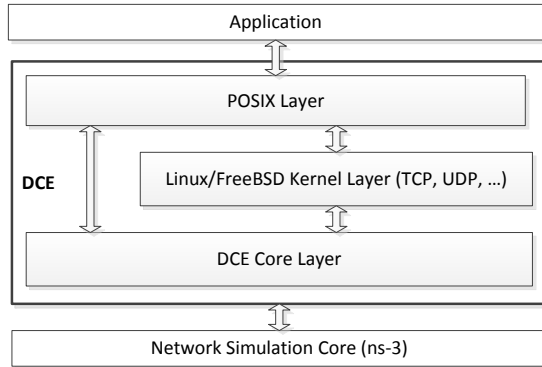 Application
POSIX Layer
DCE
Linux/FreeBSD Kernel Layer (TCP, UDP, ...)
DCE Core Layer
Network Simulation Core (ns-3)